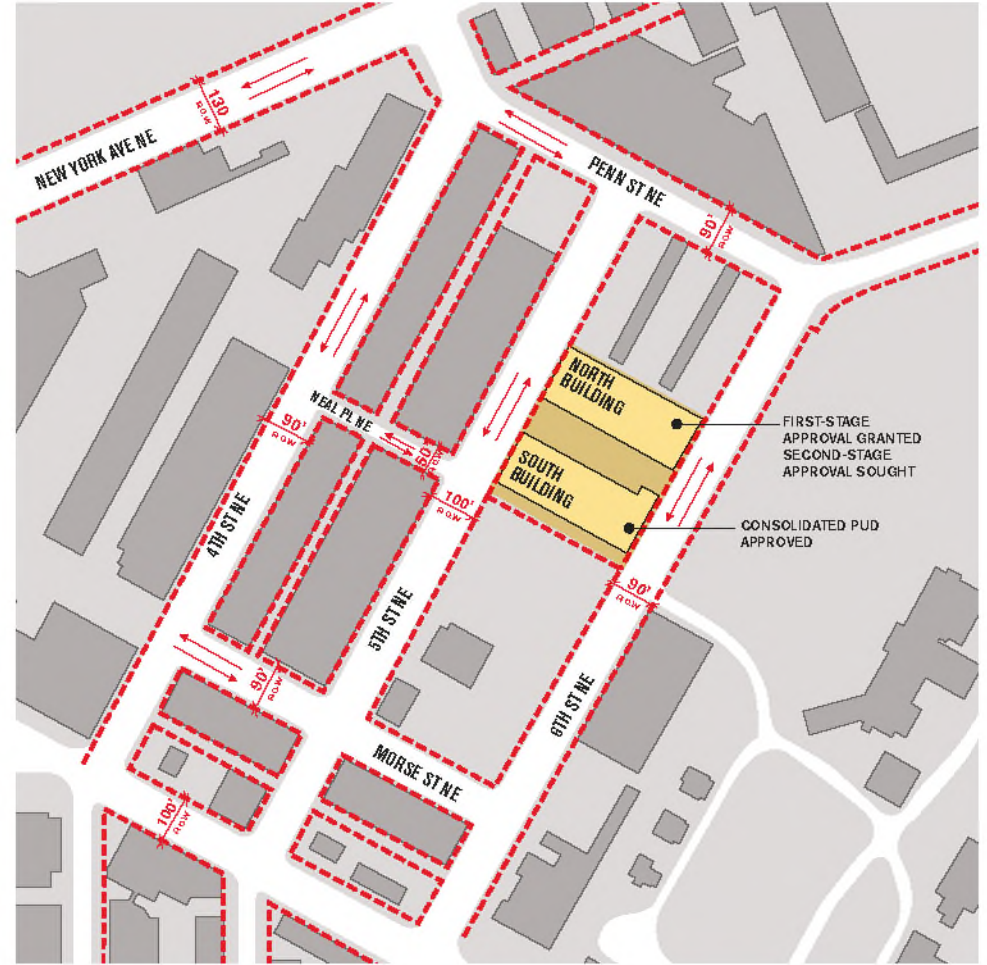 130
ROW
NEW YORK AVE NE
PENN ST NE
90'
ROW
NORTH
BUILDING
FIRST-STAGE
APPROVAL GRANTED
SECOND-STAGE
APPROVAL SOUGHT
NEAL PL NE
90'
ROW
50'
ROW
SOUTH
BUILDING
100'
ROW
CONSOLIDATED PUD
APPROVED
4TH ST NE
90'
ROW
5TH ST NE
90'
ROW
6TH ST NE
MORSE ST NE
100'
ROW